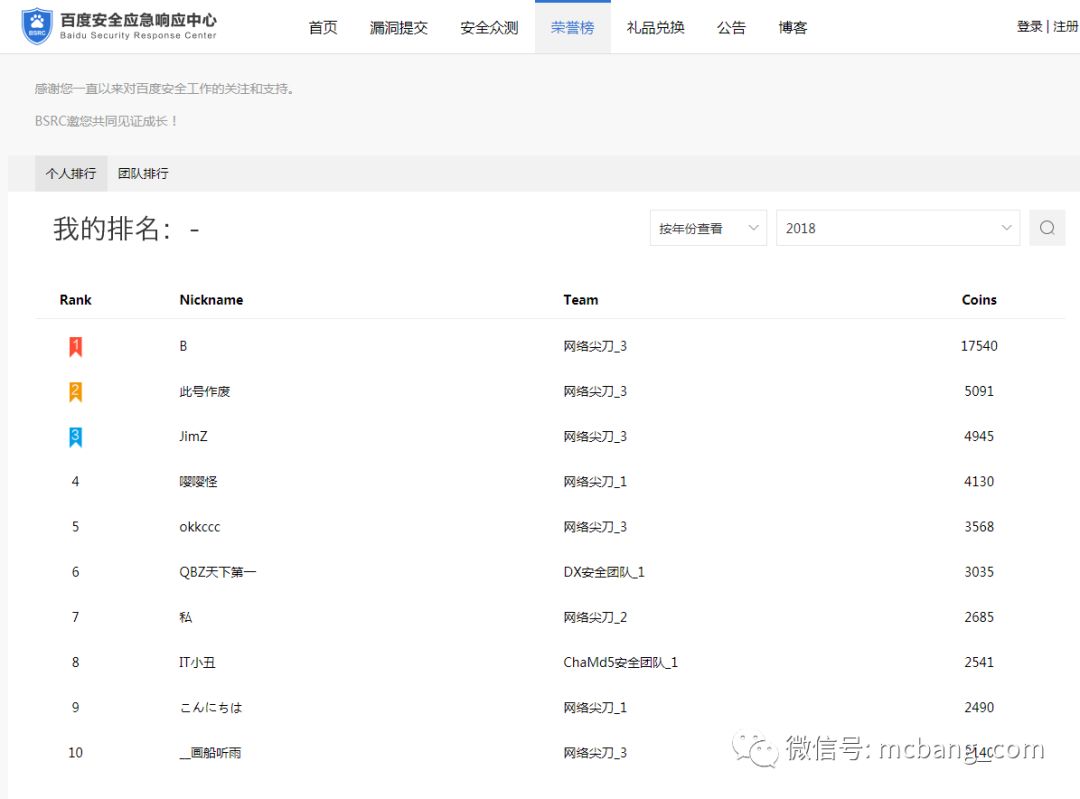 百度安全应急响应中心
Baidu Security Response Center
首页 漏洞提交 安全众测 荣誉榜 礼品兑换 公告 博客 登录 | 注册
BSRC
感谢您一直以来对百度安全工作的关注和支持。
BSRC邀您共同见证成长！
个人排行 团队排行
我的排名： - 按年份查看 2018
Rank Nickname Team Coins
1 B 网络尖刀_3 17540
2 此号作废 网络尖刀_3 5091
3 JimZ 网络尖刀_3 4945
4 嘤嘤怪 网络尖刀_1 4130
5 okkccc 网络尖刀_3 3568
6 QBZ天下第一 DX安全团队_1 3035
7 私 网络尖刀_2 2685
8 IT小丑 ChaMd5安全团队_1 2541
9 こんにちは 网络尖刀_1 2490
10 __画船听雨 网络尖刀_3
微信号: mcbang_com